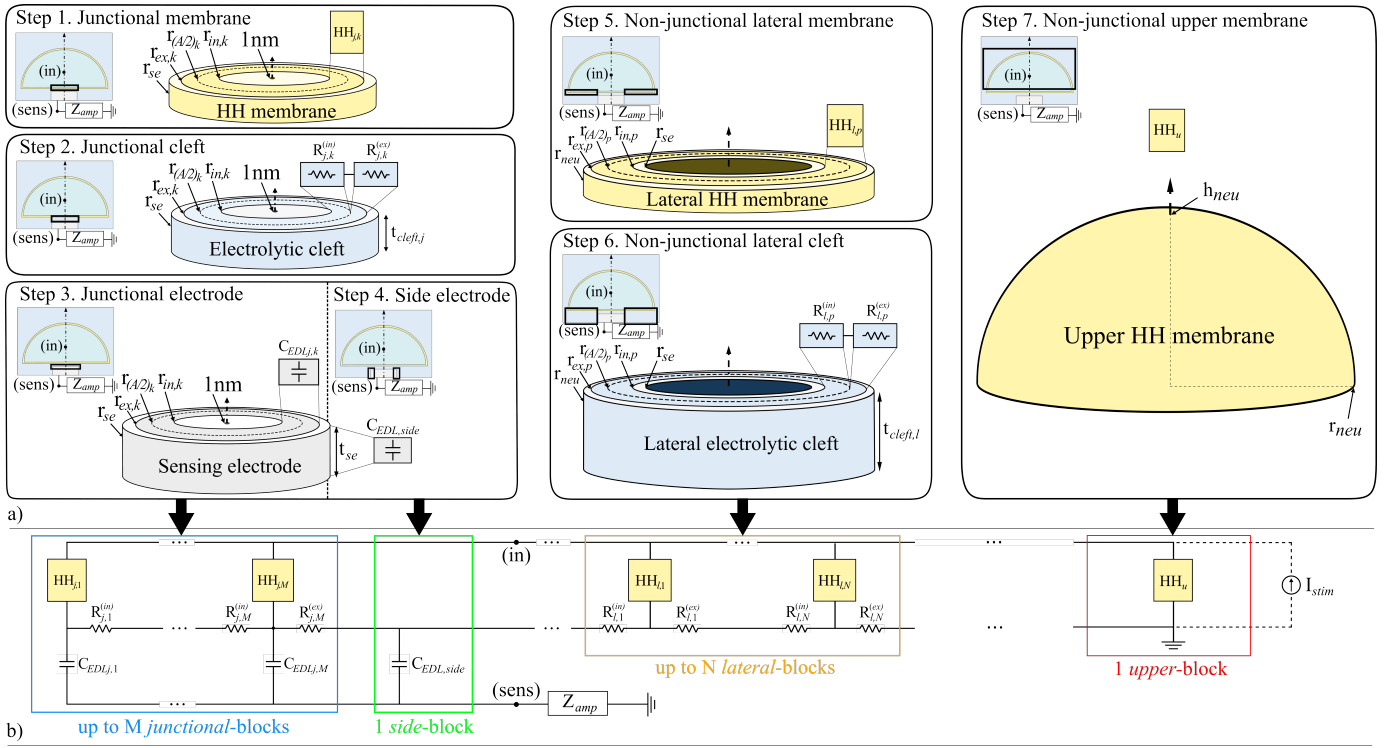 Step 1. Junctional membrane
(in)
(sens)
Z_amp
r_se
r_ex,k
r_(A/2)k
r_in,k
1nm
HH_j,k
HH membrane
Step 2. Junctional cleft
(in)
(sens)
Z_amp
r_se
r_ex,k
r_(A/2)k
r_in,k
1nm
R_j,k^(in)
R_j,k^(ex)
t_cleft,j
Electrolytic cleft
Step 3. Junctional electrode
(in)
(sens)
Z_amp
r_se
r_ex,k
r_(A/2)k
r_in,k
1nm
C_EDLj,k
t_se
Sensing electrode
Step 4. Side electrode
(in)
(sens)
Z_amp
C_EDL,side
Step 5. Non-junctional lateral membrane
(in)
(sens)
Z_amp
r_neu
r_ex,p
r_(A/2)p
r_in,p
r_se
HH_l,p
Lateral HH membrane
Step 6. Non-junctional lateral cleft
(in)
(sens)
Z_amp
r_neu
r_ex,p
r_(A/2)p
r_in,p
r_se
R_l,p^(in)
R_l,p^(ex)
t_cleft,l
Lateral electrolytic cleft
Step 7. Non-junctional upper membrane
(in)
(sens)
Z_amp
HH_u
h_neu
Upper HH membrane
r_neu
a)
... ... ... ...
(in)
HH_j,1
HH_j,M
HH_l,1
HH_l,N
HH_u
I_stim
R_j,1^(in)
R_j,M^(in)
R_j,M^(ex)
R_l,1^(in)
R_l,1^(ex)
R_l,N^(in)
R_l,N^(ex)
... ... ... ...
C_EDLj,1
C_EDLj,M
C_EDL,side
up to N lateral-blocks
1 upper-block
...
(sens)
Z_amp
up to M junctional-blocks
1 side-block
b)